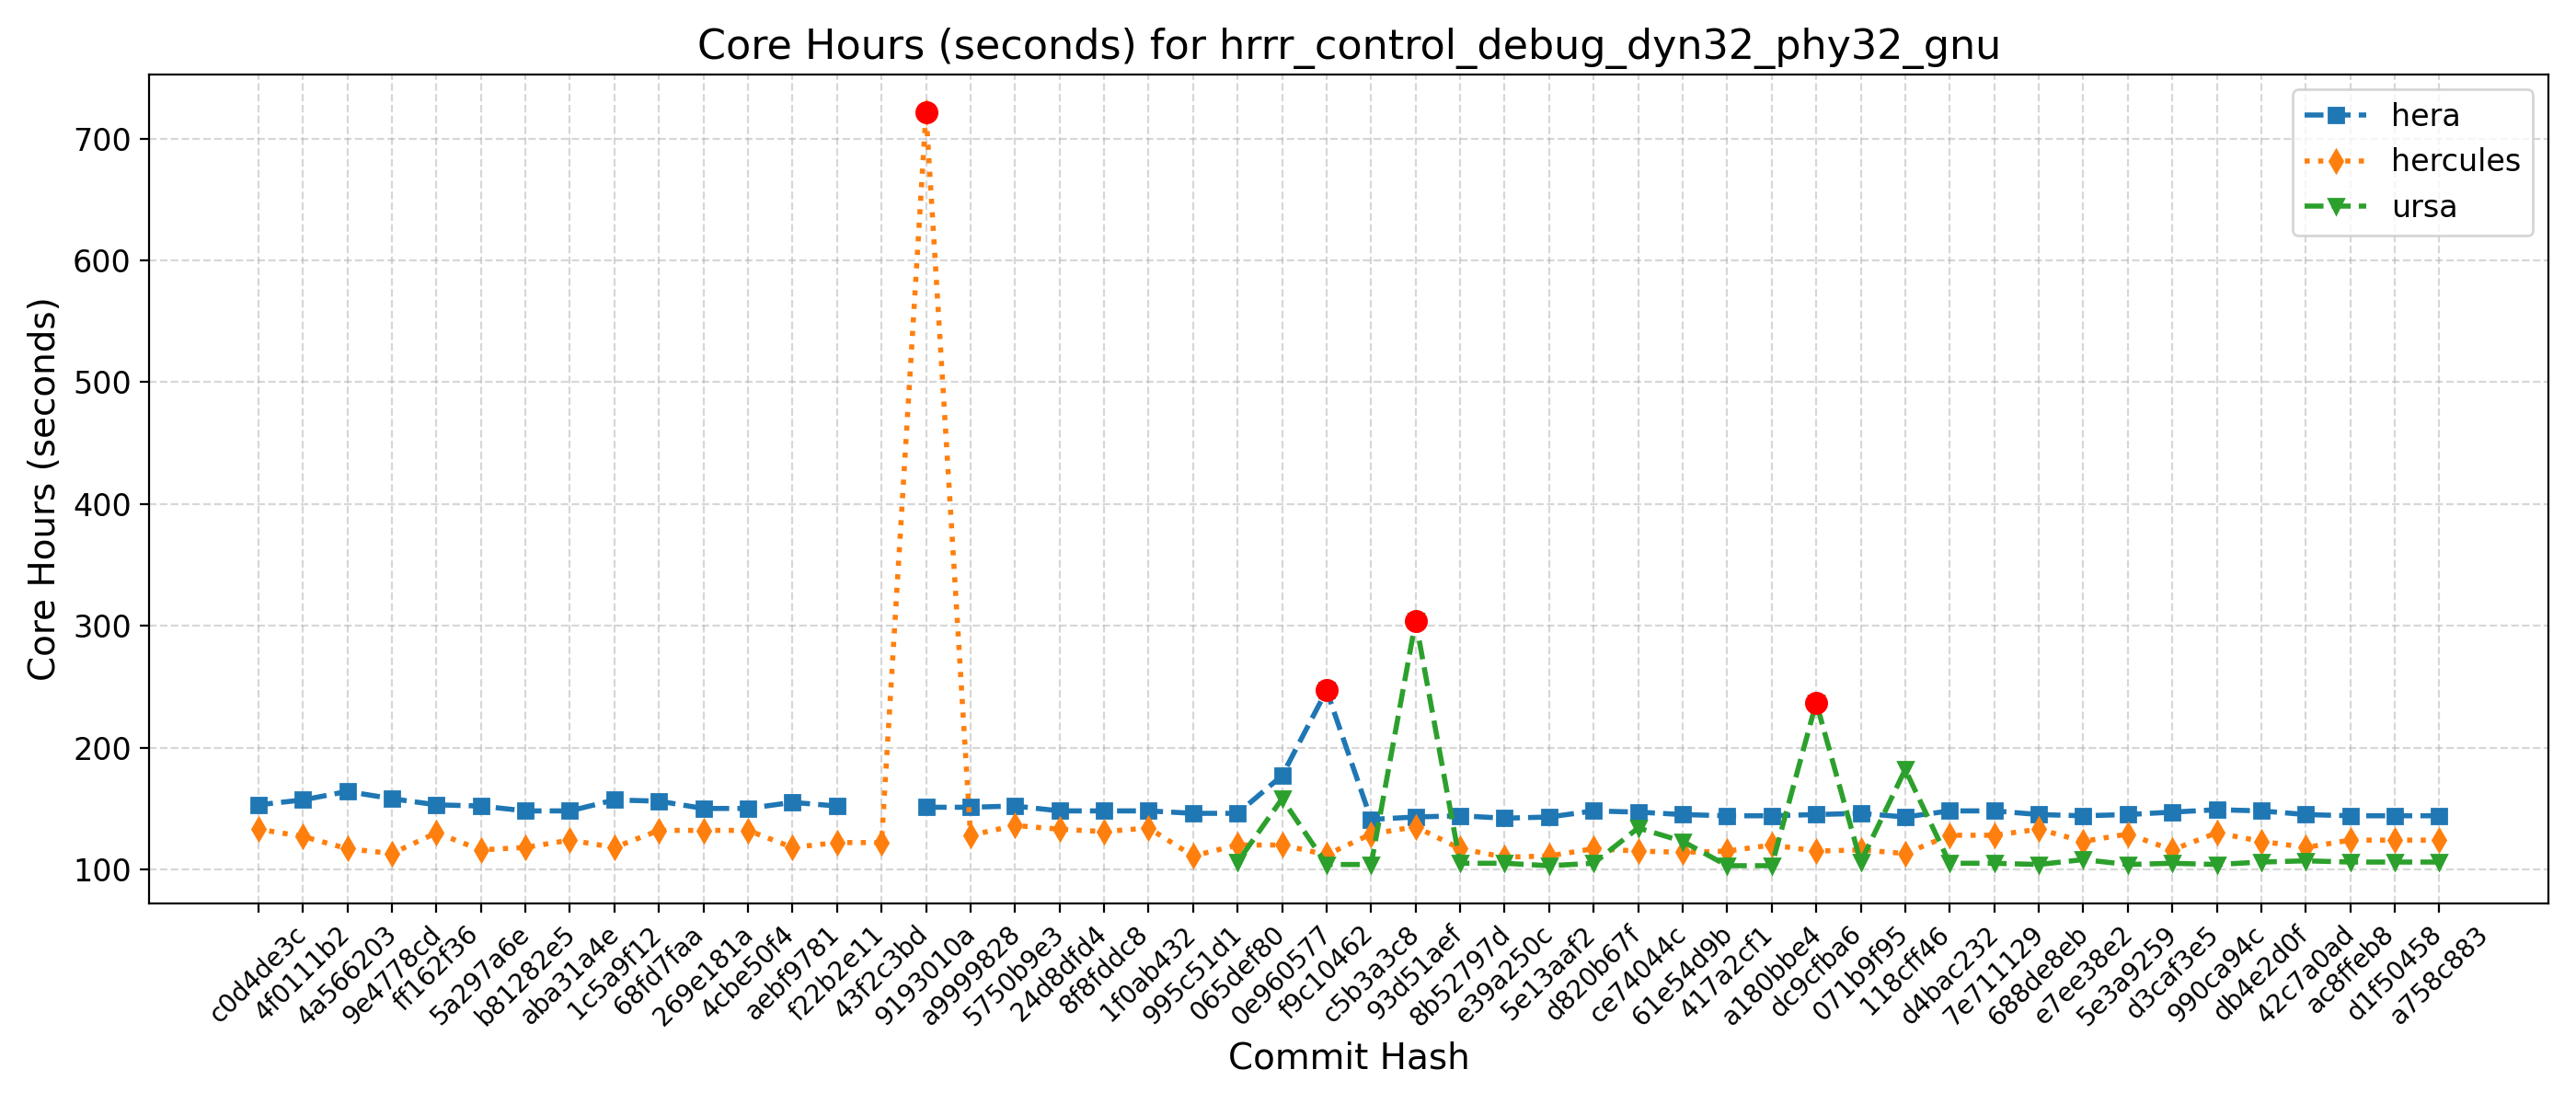 Core Hours (seconds) for hrrr_control_debug_dyn32_phy32_gnu
hera
hercules
ursa
Core Hours (seconds)
700
600
500
400
300
200
100
c0d4de3c
4f0111b2
4a566203
9e4778cd
ff162f36
5a297a6e
b81282e5
aba31a4e
1c5a9f12
68fd7faa
269e181a
4cbe50f4
aebf9781
f22b2e11
43f2c3bd
9193010a
a9999828
5750b9e3
24d8dfd4
8f8fddc8
1f0ab432
995c51d1
065def80
0e960577
f9c10462
c5b3a3c8
93d51aef
8b52797d
e39a250c
5e13aaf2
d820b67f
ce74044c
61e54d9b
417a2cf1
a180bbe4
dc9cfba6
071b9f95
118cff46
d4bac232
7e711129
688de8eb
e7ee38e2
5e3a9259
d3caf3e5
990ca94c
db4e2d0f
42c7a0ad
ac8ffeb8
d1f50458
a758c883
Commit Hash